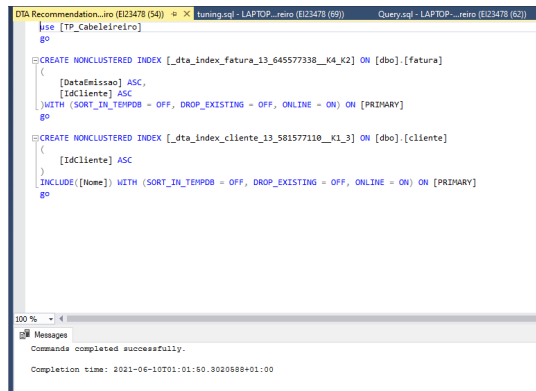 DTA Recommendation...iro (EI23478 (54))
tuning.sql - LAPTOP...reiro (EI23478 (69))
Query.sql - LAPTOP-...reiro (EI23478 (62))
use [TP_Cabeleireiro]
go
CREATE NONCLUSTERED INDEX [_dta_index_fatura_13_645577338__K4_K2] ON [dbo].[fatura]
(
[DataEmissao] ASC,
[IdCliente] ASC
)WITH (SORT_IN_TEMPDB = OFF, DROP_EXISTING = OFF, ONLINE = ON) ON [PRIMARY]
go
CREATE NONCLUSTERED INDEX [_dta_index_cliente_13_581577110__K1_3] ON [dbo].[cliente]
(
[IdCliente] ASC
)
INCLUDE([Nome]) WITH (SORT_IN_TEMPDB = OFF, DROP_EXISTING = OFF, ONLINE = ON) ON [PRIMARY]
go
100 %
Messages
Commands completed successfully.
Completion time: 2021-06-10T01:01:50.3020588+01:00